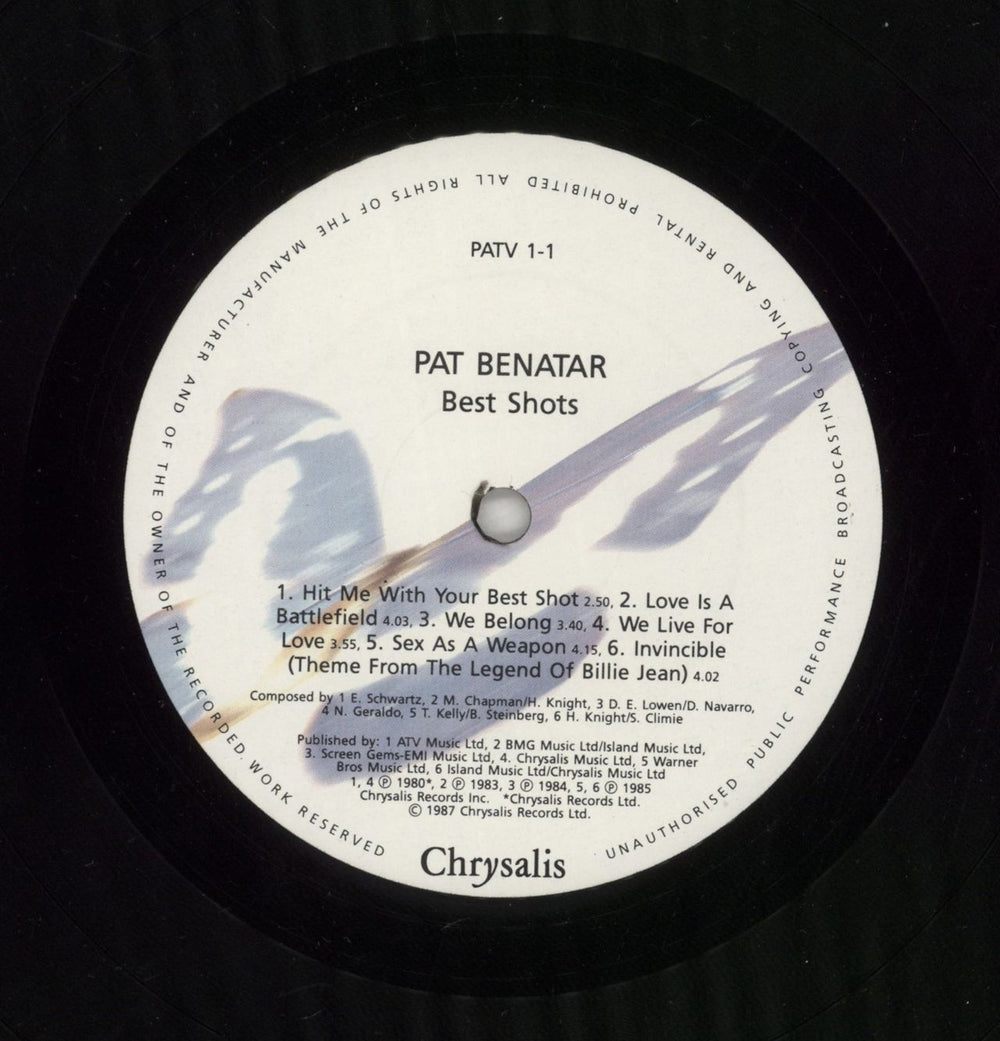 PATV 1-1
PAT BENATAR
Best Shots
1. Hit Me With Your Best Shot 2.50, 2. Love Is A
Battlefield 4.03, 3. We Belong 3.40, 4. We Live For
Love 3.55, 5. Sex As A Weapon 4.15, 6. Invincible
(Theme From The Legend Of Billie Jean) 4.02
Composed by 1 E. Schwartz, 2 M. Chapman/H. Knight, 3 D. E. Lowen/D. Navarro,
4 N. Geraldo, 5 T. Kelly/B. Steinberg, 6 H. Knight/S. Climie
Published by: 1 ATV Music Ltd, 2 BMG Music Ltd/Island Music Ltd,
3. Screen Gems-EMI Music Ltd, 4. Chrysalis Music Ltd, 5 Warner
Bros Music Ltd, 6 Island Music Ltd/Chrysalis Music Ltd
1, 4 ℗ 1980*, 2 ℗ 1983, 3 ℗ 1984, 5, 6 ℗ 1985
Chrysalis Records Inc. *Chrysalis Records Ltd.
© 1987 Chrysalis Records Ltd.
Chrysalis
UNAUTHORISED PUBLIC PERFORMANCE BROADCASTING COPYING AND RENTAL PROHIBITED ALL RIGHTS OF THE MANUFACTURER AND OF THE OWNER OF THE RECORDED. WORK RESERVED